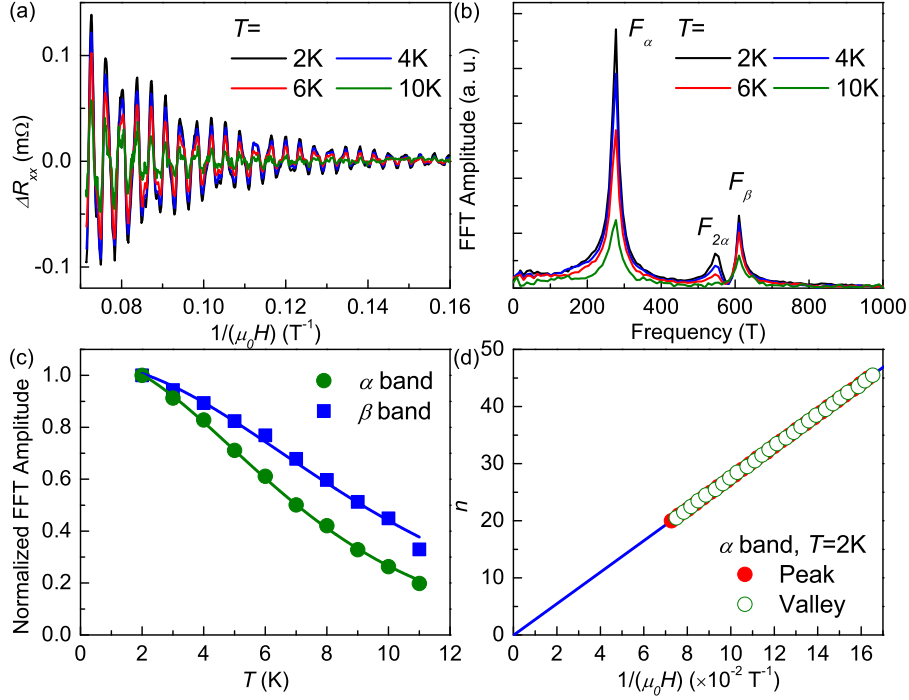 (a)
T=
2K 4K
6K 10K
0.1
0.0
-0.1
ΔRxx (mΩ)
0.08 0.10 0.12 0.14 0.16
1/(μ0H) (T-1)
(b)
Fα
T=
2K 4K
6K 10K
F2α
Fβ
FFT Amplitude (a. u.)
0 200 400 600 800 1000
Frequency (T)
(c)
α band
β band
1.0
0.8
0.6
0.4
0.2
0.0
Normalized FFT Amplitude
0 2 4 6 8 10 12
T (K)
(d)
50
40
30
20
10
0
n
α band, T=2K
Peak
Valley
0 2 4 6 8 10 12 14 16
1/(μ0H) (×10-2 T-1)